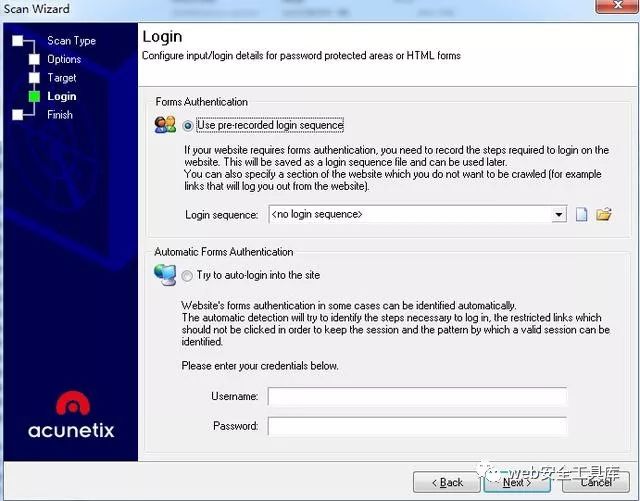 Scan Wizard
Scan Type
Options
Target
Login
Finish
Login
Configure input/login details for password protected areas or HTML forms
Forms Authentication
Use pre-recorded login sequence
If your website requires forms authentication, you need to record the steps required to login on the
website. This will be saved as a login sequence file and can be used later.
You can also specify a section of the website which you do not want to be crawled (for example
links that will log you out from the website).
Login sequence: <no login sequence>
Automatic Forms Authentication
Try to auto-login into the site
Website's forms authentication in some cases can be identified automatically.
The automatic detection will try to identify the steps necessary to log in, the restricted links which
should not be clicked in order to keep the session and the pattern by which a valid session can be
identified.
Please enter your credentials below.
Username:
Password:
acunetix
< Back
Next >
Cancel
web安全工具库